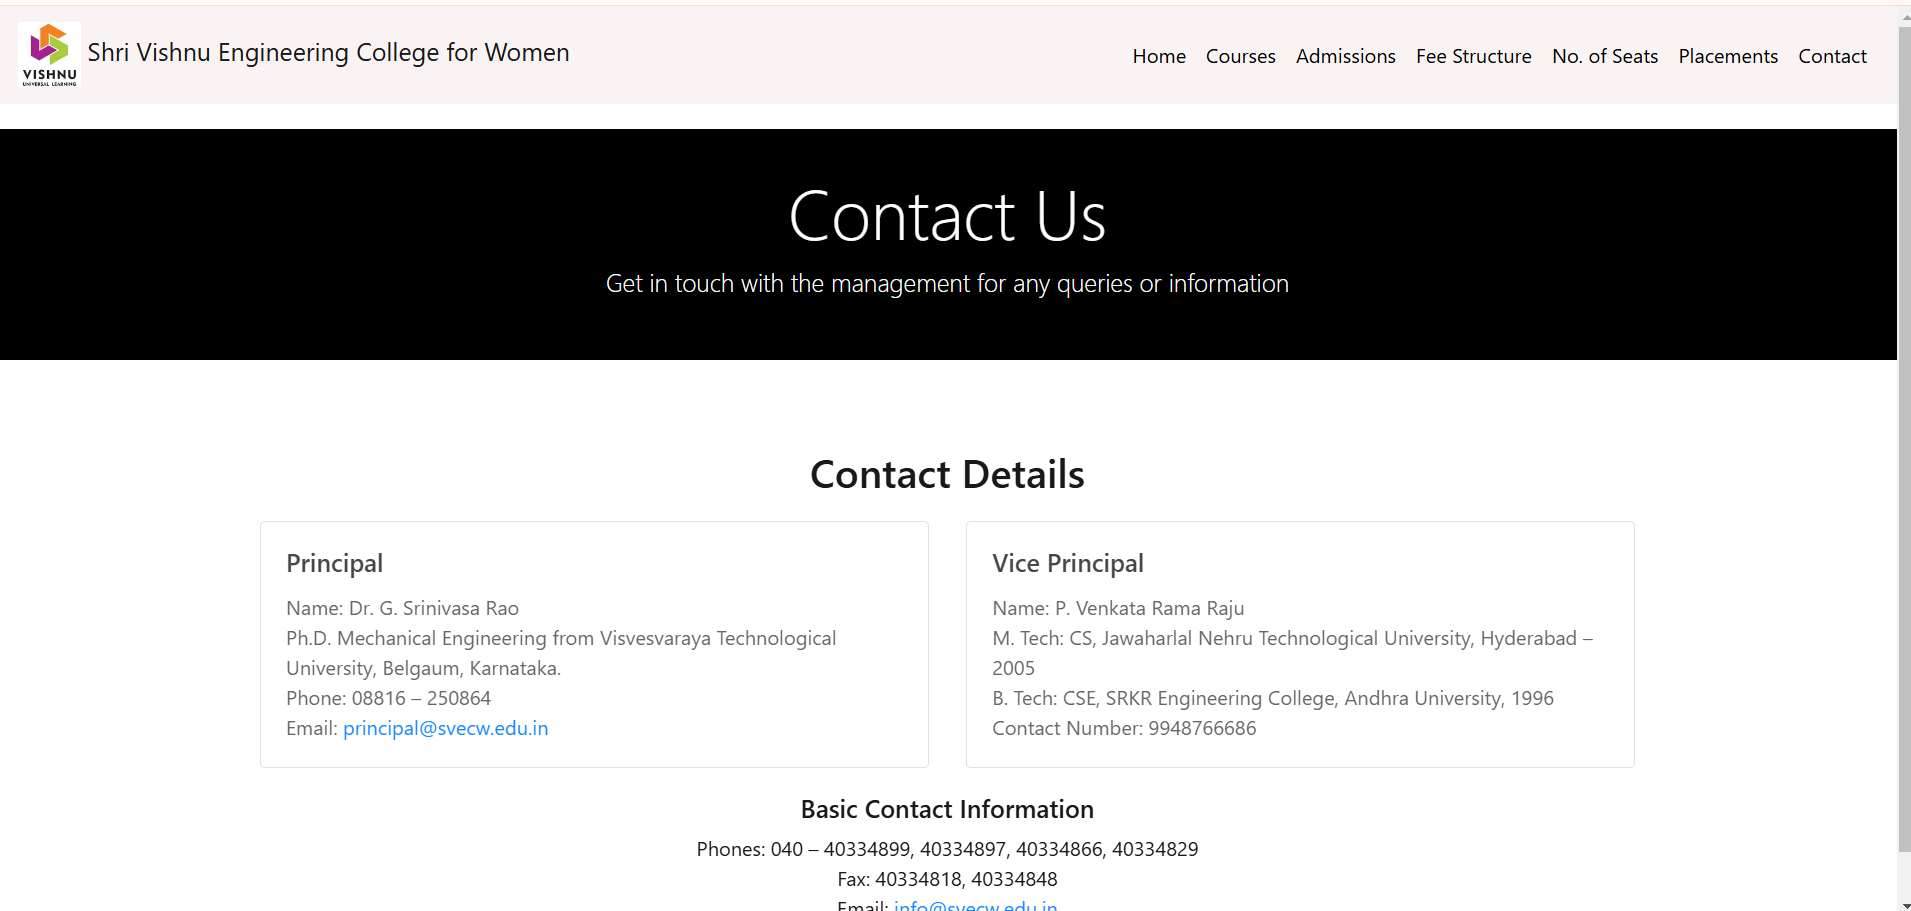 VISHNU
UNIVERSAL LEARNING
Shri Vishnu Engineering College for Women
Home Courses Admissions Fee Structure No. of Seats Placements Contact
Contact Us
Get in touch with the management for any queries or information
Contact Details
Principal
Name: Dr. G. Srinivasa Rao
Ph.D. Mechanical Engineering from Visvesvaraya Technological
University, Belgaum, Karnataka.
Phone: 08816 – 250864
Email: principal@svecw.edu.in
Vice Principal
Name: P. Venkata Rama Raju
M. Tech: CS, Jawaharlal Nehru Technological University, Hyderabad –
2005
B. Tech: CSE, SRKR Engineering College, Andhra University, 1996
Contact Number: 9948766686
Basic Contact Information
Phones: 040 – 40334899, 40334897, 40334866, 40334829
Fax: 40334818, 40334848
Email: info@svecw.edu.in